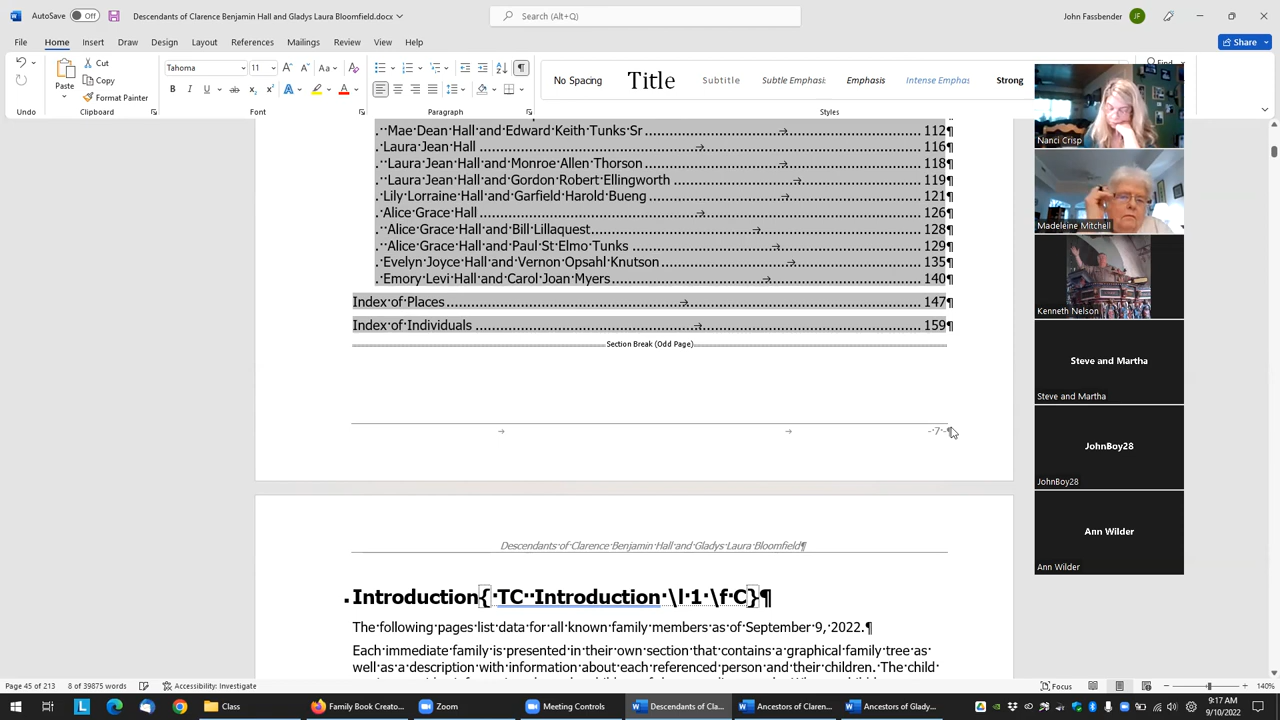 AutoSave Off Descendants of Clarence Benjamin Hall and Gladys Laura Bloomfield.docx Search (Alt+Q) John Fassbender JF
File Home Insert Draw Design Layout References Mailings Review View Help Share
Cut
Copy
Format Painter
Paste
Tahoma 11
No Spacing Title Subtitle Subtle Emphasis Emphasis Intense Emphas Strong Find
Undo Clipboard Font Paragraph Styles
.··Mae·Dean·Hall·and·Edward·Keith·Tunks·Sr → 112¶
.·Laura·Jean·Hall → 116¶
.··Laura·Jean·Hall·and·Monroe·Allen·Thorson → 118¶
.··Laura·Jean·Hall·and·Gordon·Robert·Ellingworth → 119¶
.·Lily·Lorraine·Hall·and·Garfield·Harold·Bueng → 121¶
.·Alice·Grace·Hall → 126¶
.··Alice·Grace·Hall·and·Bill·Lillaquest → 128¶
.··Alice·Grace·Hall·and·Paul·St·Elmo·Tunks → 129¶
.·Evelyn·Joyce·Hall·and·Vernon·Opsahl·Knutson → 135¶
.·Emory·Levi·Hall·and·Carol·Joan·Myers → 140¶
Index·of·Places → 147¶
Index·of·Individuals → 159¶
Section Break (Odd Page)
→ → -·7·-¶
Descendants·of·Clarence·Benjamin·Hall·and·Gladys·Laura·Bloomfield¶
Introduction{·TC··Introduction·\l·1·\f·C}¶
The·following·pages·list·data·for·all·known·family·members·as·of·September·9,·2022.¶
Each·immediate·family·is·presented·in·their·own·section·that·contains·a·graphical·family·tree·as·
well·as·a·description·with·information·about·each·referenced·person·and·their·children.·The·child·
Nanci Crisp
Madeleine Mitchell
Kenneth Nelson
Steve and Martha
Steve and Martha
JohnBoy28
JohnBoy28
Ann Wilder
Ann Wilder
Page 45 of 213 8 of 39875 words Accessibility: Investigate Focus 140%
Class Family Book Creato... Zoom Meeting Controls Descendants of Cla... Ancestors of Claren... Ancestors of Glady... 9:17 AM
9/10/2022